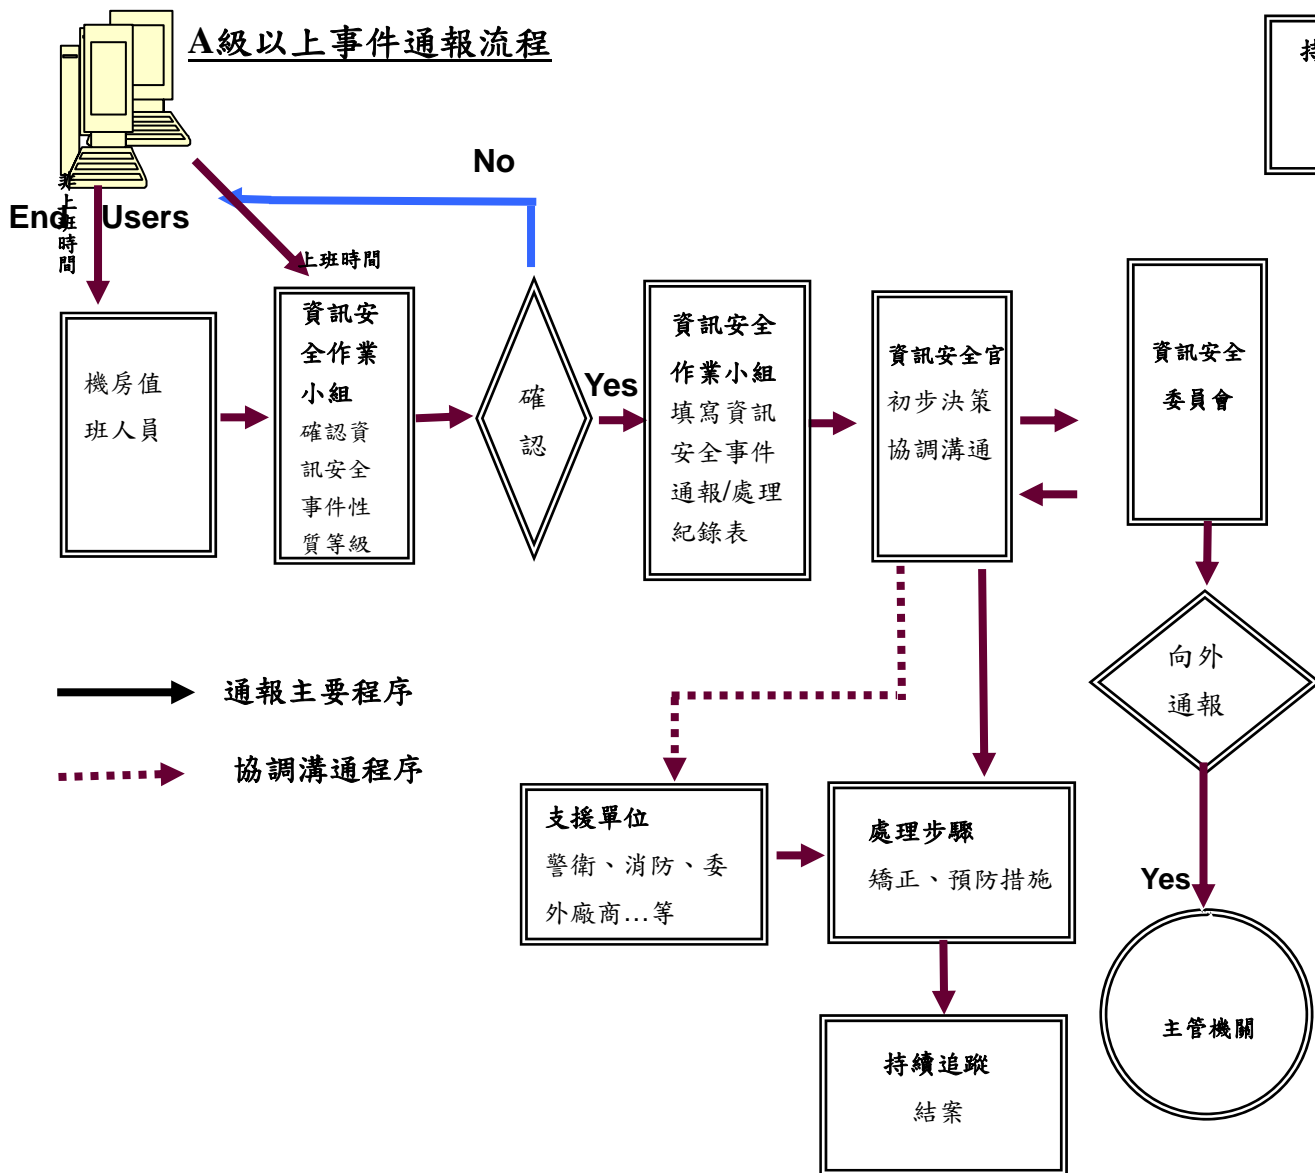 A級以上事件通報流程
持
No
End Users
非上班時間
上班時間
機房值
班人員
資訊安
全作業
小組
確認資
訊安全
事件性
質等級
確
認
Yes
資訊安全
作業小組
填寫資訊
安全事件
通報/處理
紀錄表
資訊安全官
初步決策
協調溝通
資訊安全
委員會
向外
通報
通報主要程序
協調溝通程序
支援單位
警衛、消防、委
外廠商…等
處理步驟
矯正、預防措施
Yes
主管機關
持續追蹤
結案